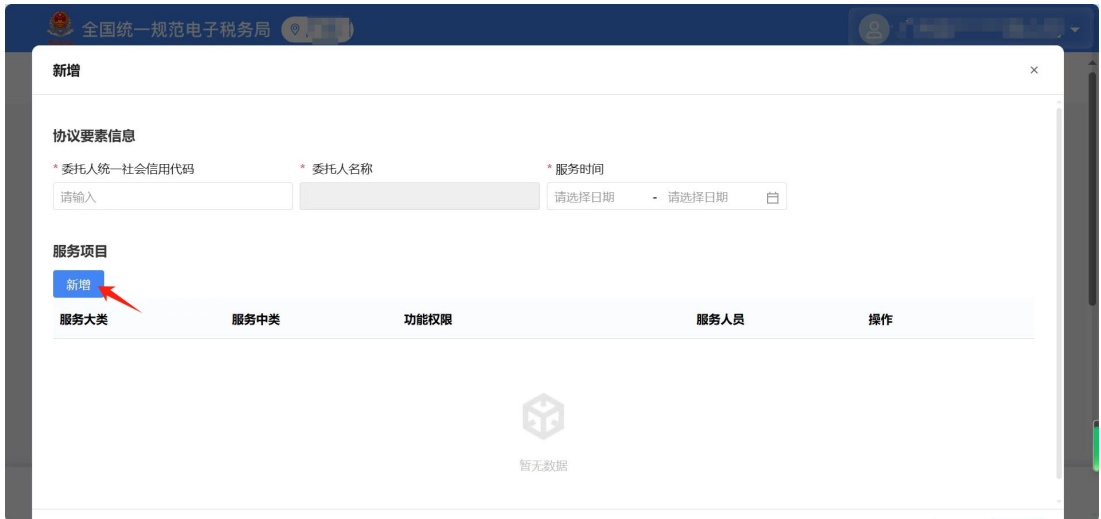 全国统一规范电子税务局
新增
×
协议要素信息
* 委托人统一社会信用代码 * 委托人名称 * 服务时间
请输入 请选择日期 - 请选择日期
服务项目
新增
服务大类 服务中类 功能权限 服务人员 操作
暂无数据